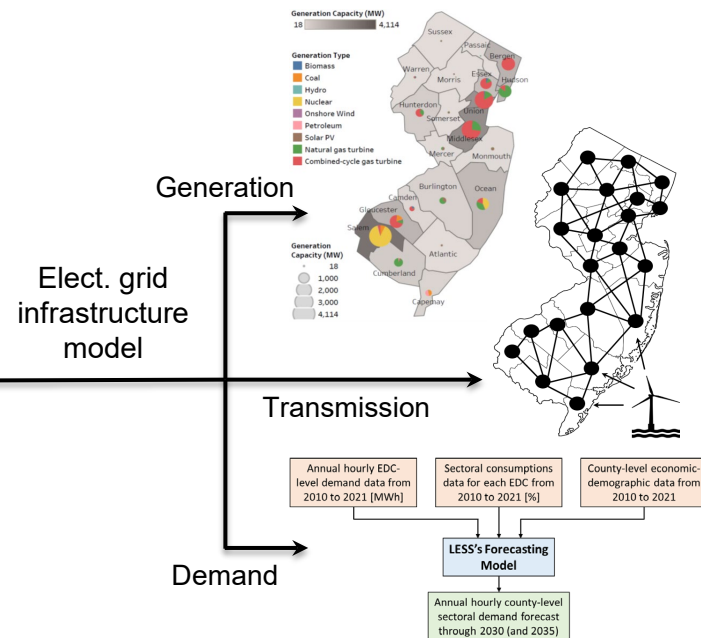 Generation Capacity (MW)
18 4,114
Generation Type
Biomass
Coal
Hydro
Nuclear
Onshore Wind
Petroleum
Solar PV
Natural gas turbine
Combined-cycle gas turbine
Sussex
Passaic
Bergen
Warren
Morris
Essex
Hudson
Hunterdon
Union
Somerset
Middlesex
Mercer
Monmouth
Burlington
Ocean
Camden
Gloucester
Salem
Atlantic
Cumberland
Capemay
Generation
Capacity (MW)
18
1,000
2,000
3,000
4,114
Generation
Elect. grid
infrastructure
model
Transmission
Demand
Annual hourly EDC-
level demand data from
2010 to 2021 [MWh]
Sectoral consumptions
data for each EDC from
2010 to 2021 [%]
County-level economic-
demographic data from
2010 to 2021
LESS's Forecasting
Model
Annual hourly county-level
sectoral demand forecast
through 2030 (and 2035)